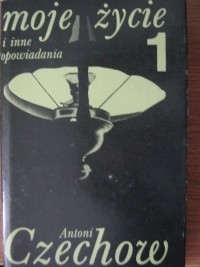 moje życie
i inne
opowiadania
1
Antoni
Czechow